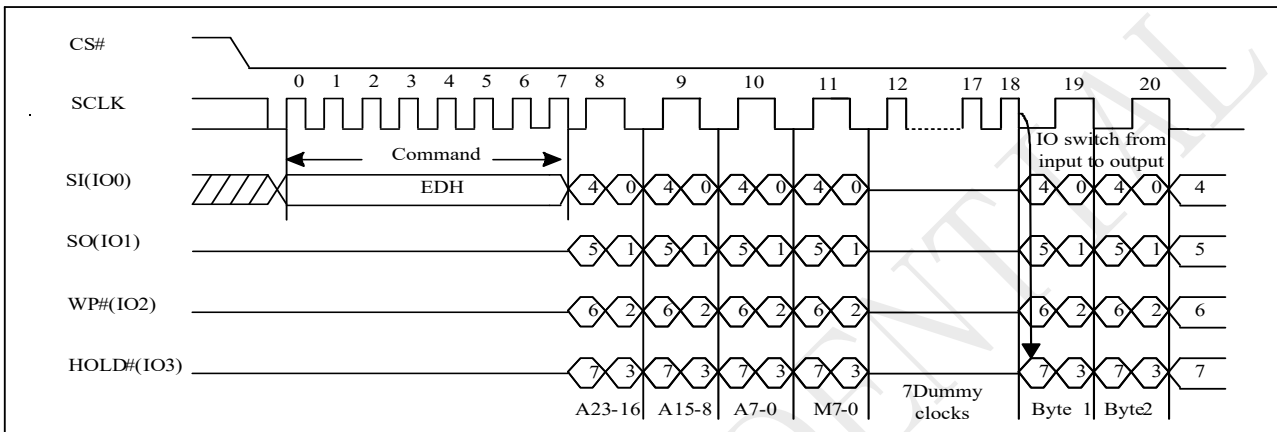 CS#
0 1 2 3 4 5 6 7 8 9 10 11 12 17 18 19 20
SCLK
IO switch from
input to output
Command
SI(IO0)
EDH
4 0 4 0 4 0 4 0 4 0 4 0 4
SO(IO1)
5 1 5 1 5 1 5 1 5 1 5 1 5
WP#(IO2)
6 2 6 2 6 2 6 2 6 2 6 2 6
HOLD#(IO3)
7 3 7 3 7 3 7 3 7 3 7 3 7
A23-16 A15-8 A7-0 M7-0
7Dummy
clocks
Byte 1 Byte2
ENTIAL